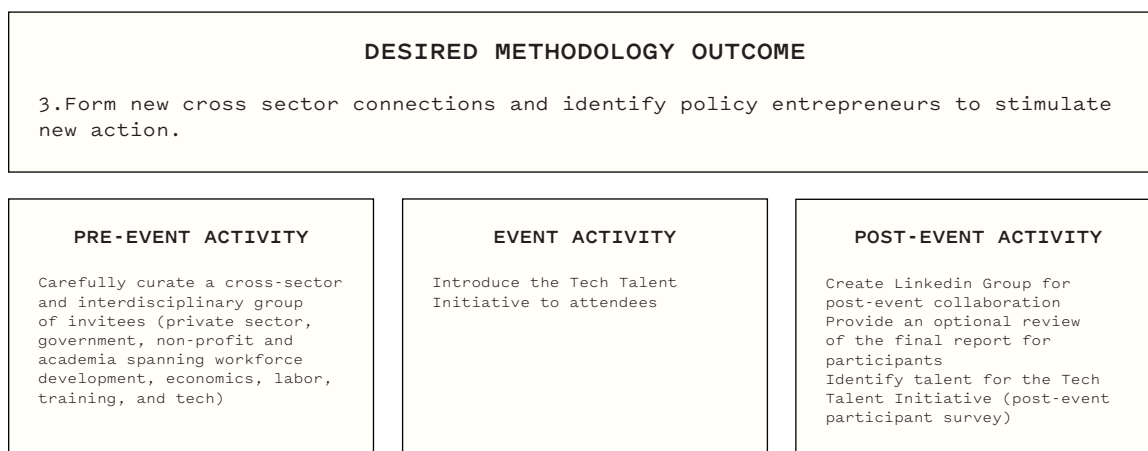 DESIRED METHODOLOGY OUTCOME
3.Form new cross sector connections and identify policy entrepreneurs to stimulate
new action.
PRE-EVENT ACTIVITY
Carefully curate a cross-sector
and interdisciplinary group
of invitees (private sector,
government, non-profit and
academia spanning workforce
development, economics, labor,
training, and tech)
EVENT ACTIVITY
Introduce the Tech Talent
Initiative to attendees
POST-EVENT ACTIVITY
Create Linkedin Group for
post-event collaboration
Provide an optional review
of the final report for
participants
Identify talent for the Tech
Talent Initiative (post-event
participant survey)